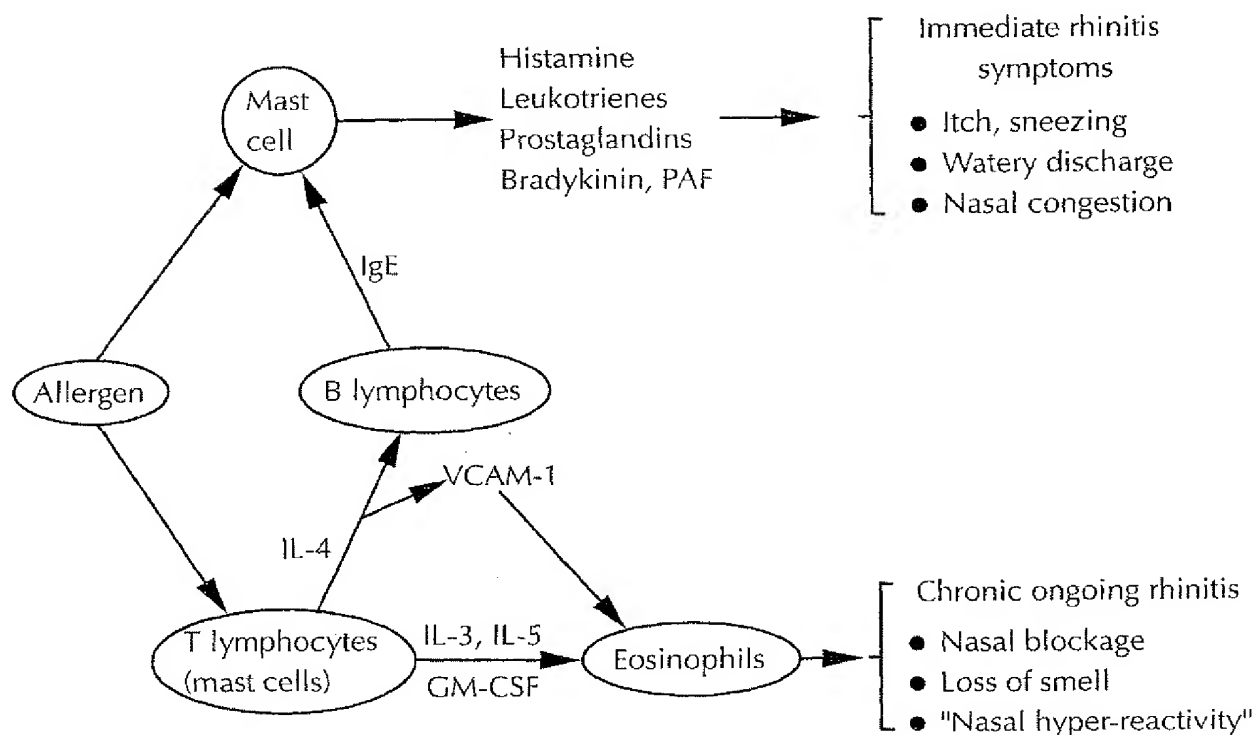 Mast
cell
Histamine
Leukotrienes
Prostaglandins
Bradykinin, PAF
Immediate rhinitis
symptoms
● Itch, sneezing
● Watery discharge
● Nasal congestion
IgE
Allergen
B lymphocytes
VCAM-1
IL-4
T lymphocytes
(mast cells)
IL-3, IL-5
GM-CSF
Eosinophils
Chronic ongoing rhinitis
● Nasal blockage
● Loss of smell
● "Nasal hyper-reactivity"